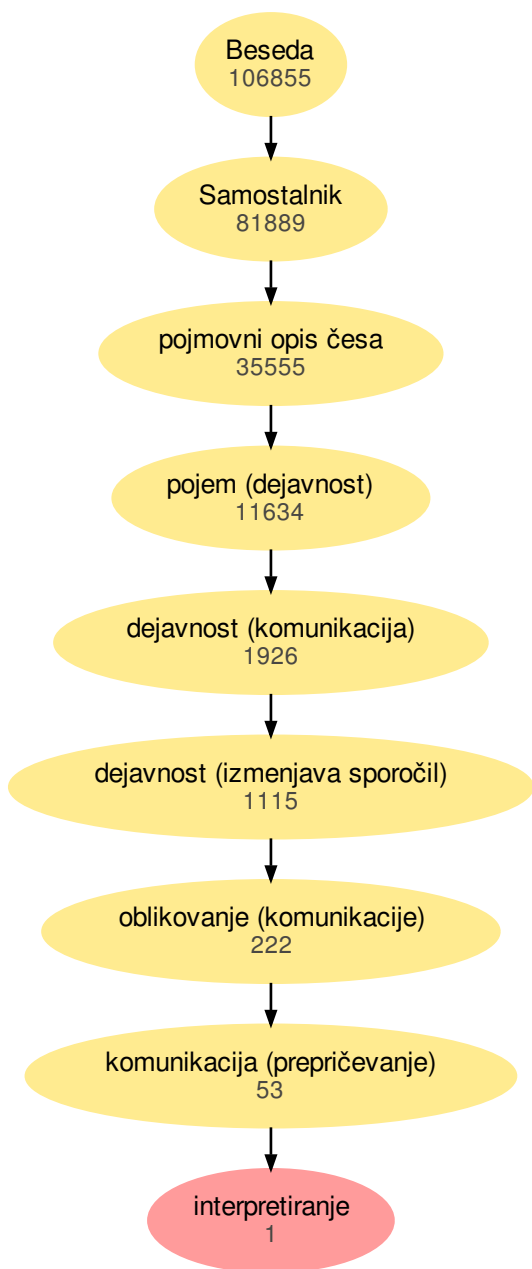 Beseda
106855
Samostalnik
81889
pojmovni opis česa
35555
pojem (dejavnost)
11634
dejavnost (komunikacija)
1926
dejavnost (izmenjava sporočil)
1115
oblikovanje (komunikacije)
222
komunikacija (prepričevanje)
53
interpretiranje
1